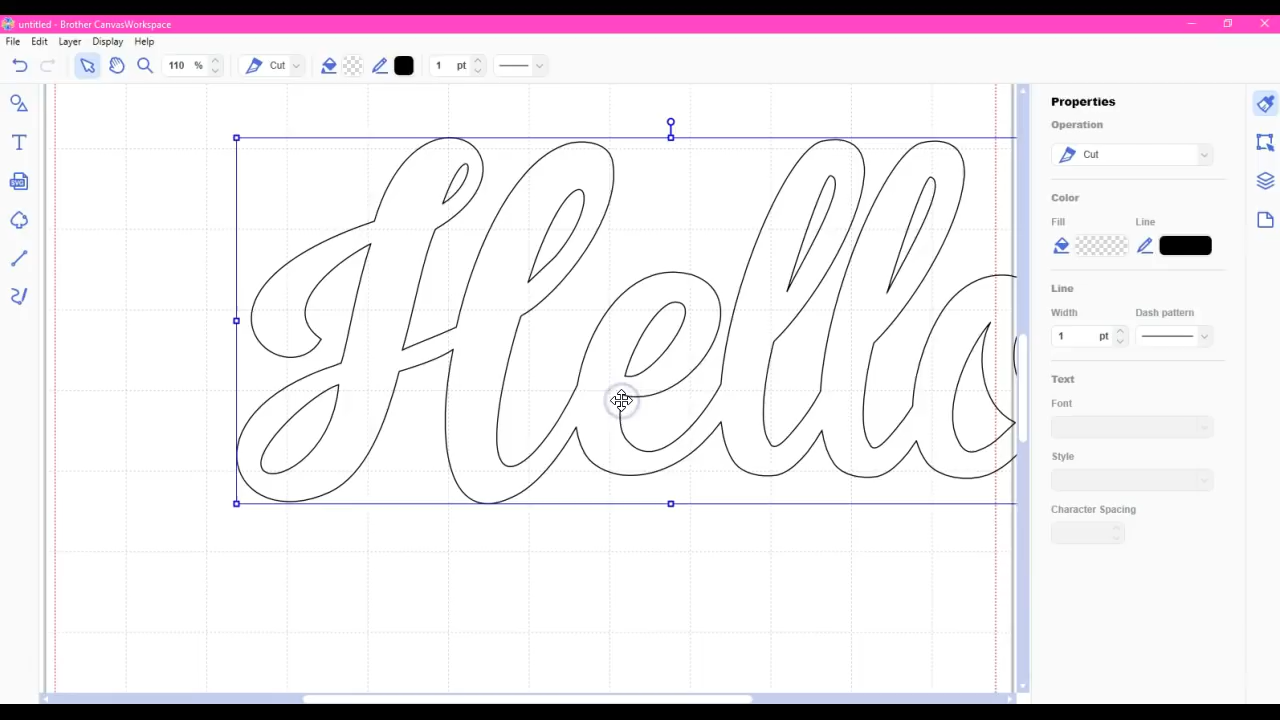 untitled - Brother CanvasWorkspace
File Edit Layer Display Help
110 % Cut 1 pt
T
SVG
Hello
Properties
Operation
Cut
Color
Fill Line
Line
Width Dash pattern
1 pt
Text
Font
Style
Character Spacing